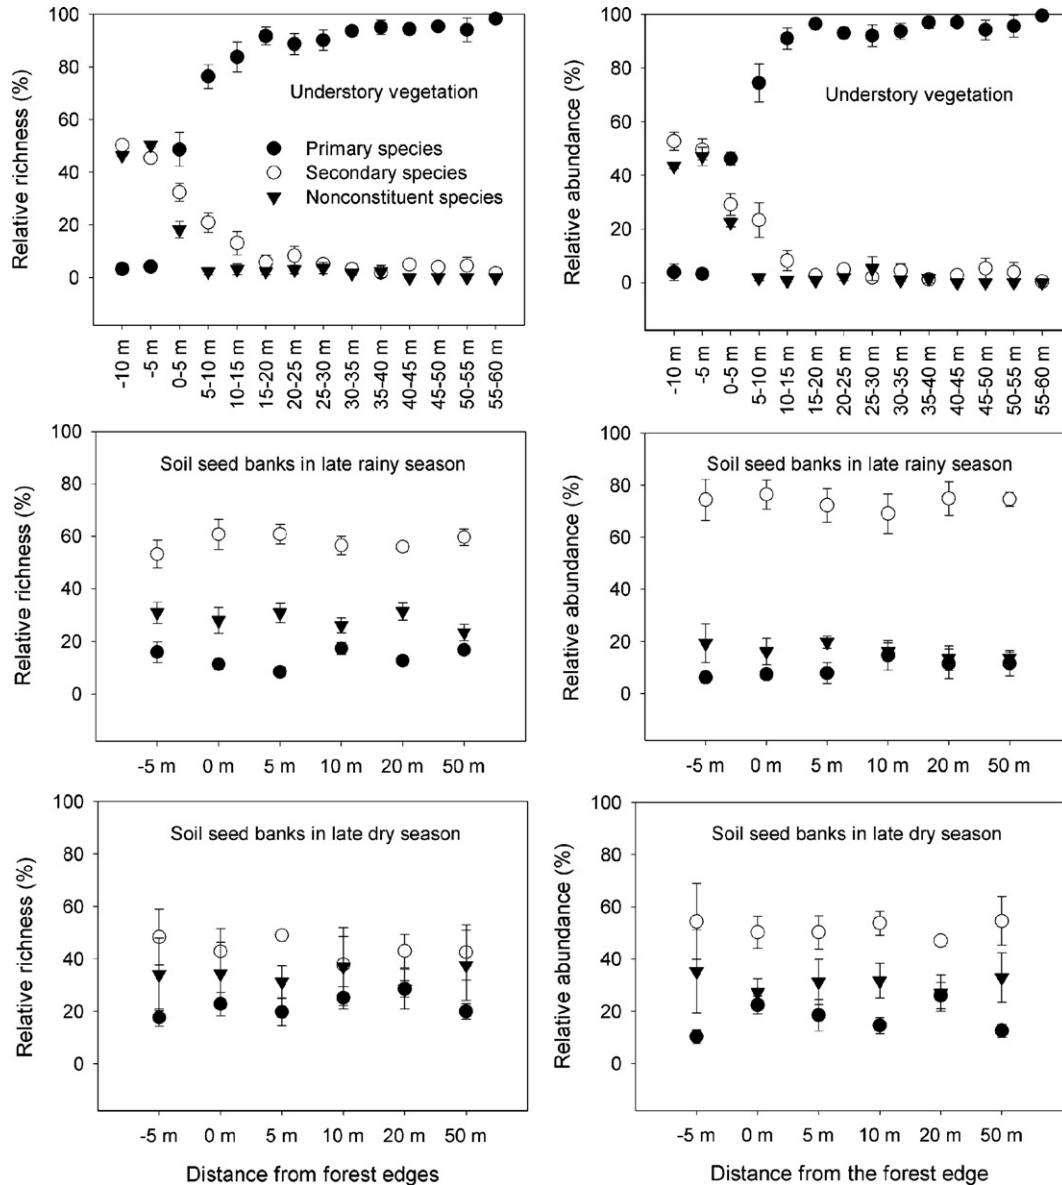 100
80
60
40
20
0
Relative richness (%)
Understory vegetation
Primary species
Secondary species
Nonconstituent species
-10 m
-5 m
0-5 m
5-10 m
10-15 m
15-20 m
20-25 m
25-30 m
30-35 m
35-40 m
40-45 m
45-50 m
50-55 m
55-60 m
100
80
60
40
20
0
Relative abundance (%)
Understory vegetation
-10 m
-5 m
0-5 m
5-10 m
10-15 m
15-20 m
20-25 m
25-30 m
30-35 m
35-40 m
40-45 m
45-50 m
50-55 m
55-60 m
100
80
60
40
20
0
Relative richness (%)
Soil seed banks in late rainy season
-5 m 0 m 5 m 10 m 20 m 50 m
100
80
60
40
20
0
Relative abundance (%)
Soil seed banks in late rainy season
-5 m 0 m 5 m 10 m 20 m 50 m
100
80
60
40
20
0
Relative richness (%)
Soil seed banks in late dry season
-5 m 0 m 5 m 10 m 20 m 50 m
Distance from forest edges
100
80
60
40
20
0
Relative abundance (%)
Soil seed banks in late dry season
-5 m 0 m 5 m 10 m 20 m 50 m
Distance from the forest edge